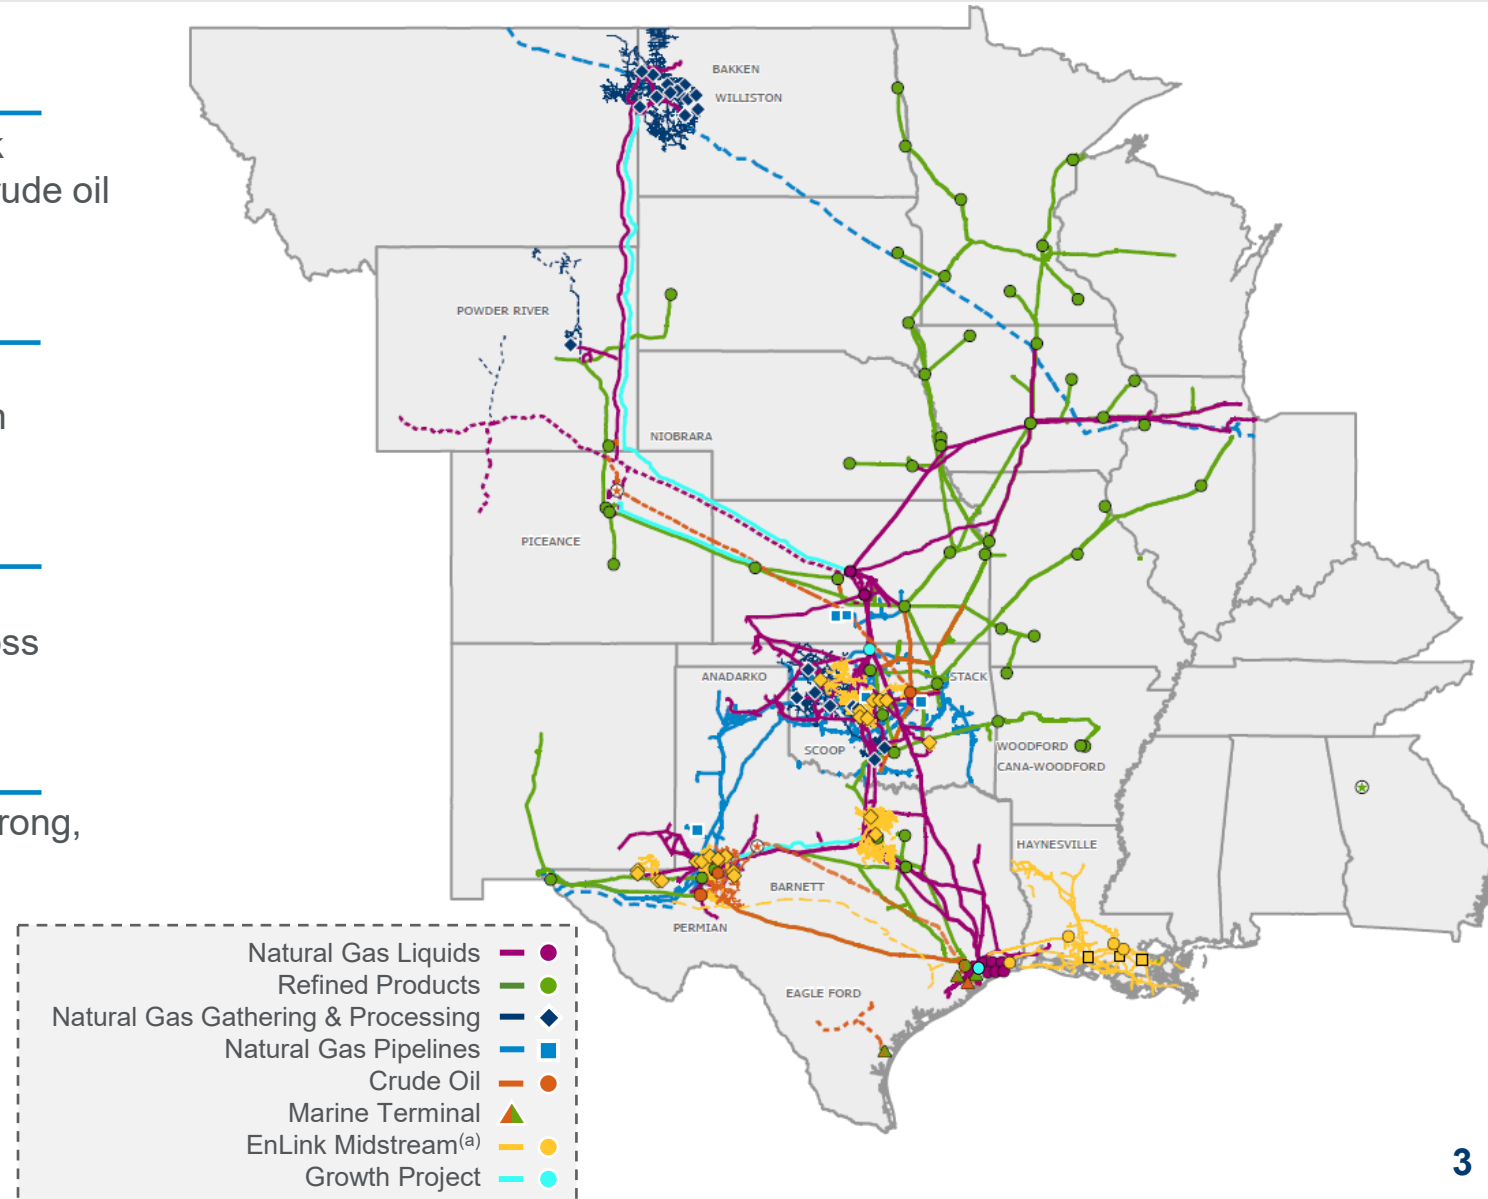 rude oil
oss
rong,
BAKKEN
WILLISTON
POWDER RIVER
NIOBRARA
PICEANCE
ANADARKO
STACK
SCOOP
WOODFORD
CANA-WOODFORD
HAYNESVILLE
BARNETT
PERMIAN
EAGLE FORD
Natural Gas Liquids
Refined Products
Natural Gas Gathering & Processing
Natural Gas Pipelines
Crude Oil
Marine Terminal
EnLink Midstream(a)
Growth Project
3